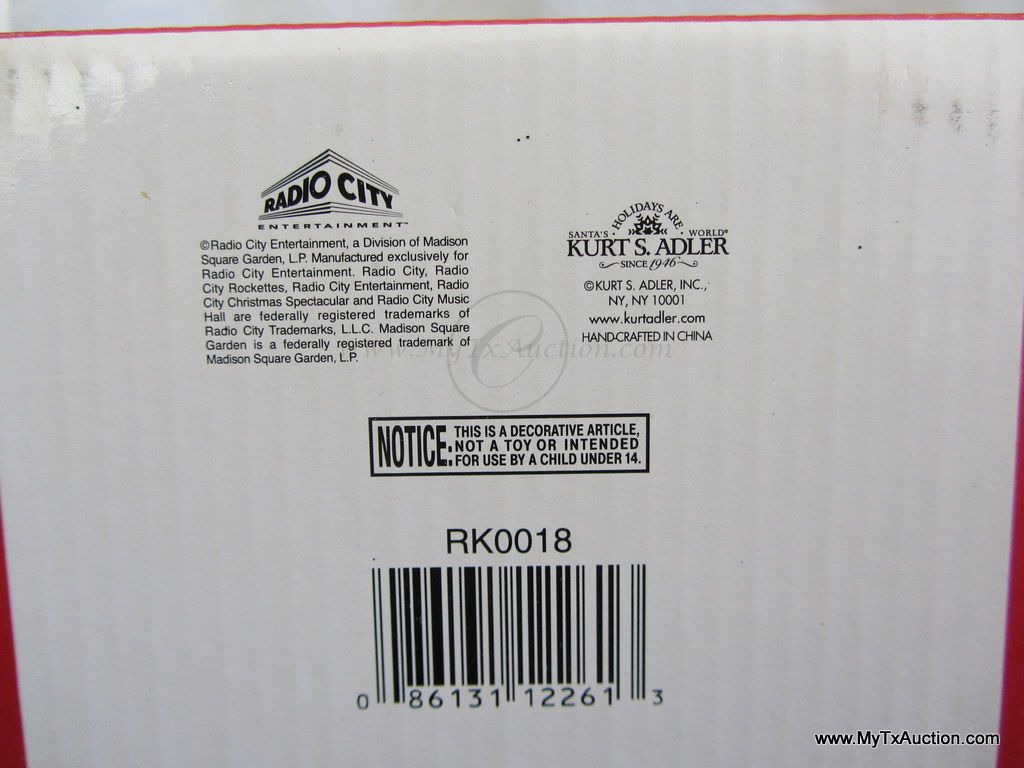 RADIO CITY
ENTERTAINMENT™
©Radio City Entertainment, a Division of Madison
Square Garden, L.P. Manufactured exclusively for
Radio City Entertainment. Radio City, Radio
City Rockettes, Radio City Entertainment, Radio
City Christmas Spectacular and Radio City Music
Hall are federally registered trademarks of
Radio City Trademarks, L.L.C. Madison Square
Garden is a federally registered trademark of
Madison Square Garden, L.P.
SANTA'S · HOLIDAYS ARE · WORLD®
KURT S. ADLER
SINCE 1946
©KURT S. ADLER, INC.,
NY, NY 10001
www.kurtadler.com
HAND-CRAFTED IN CHINA
www.MyTxAuction.com
NOTICE: THIS IS A DECORATIVE ARTICLE,
NOT A TOY OR INTENDED
FOR USE BY A CHILD UNDER 14.
RK0018
0 86131 12261 3
www.MyTxAuction.com